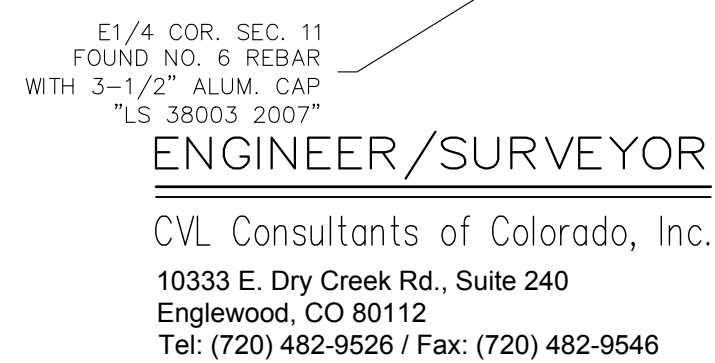 E1/4 COR. SEC. 11
FOUND NO. 6 REBAR
WITH 3-1/2" ALUM. CAP
"LS 38003 2007"
ENGINEER/SURVEYOR
CVL Consultants of Colorado, Inc.
10333 E. Dry Creek Rd., Suite 240
Englewood, CO 80112
Tel: (720) 482-9526 / Fax: (720) 482-9546